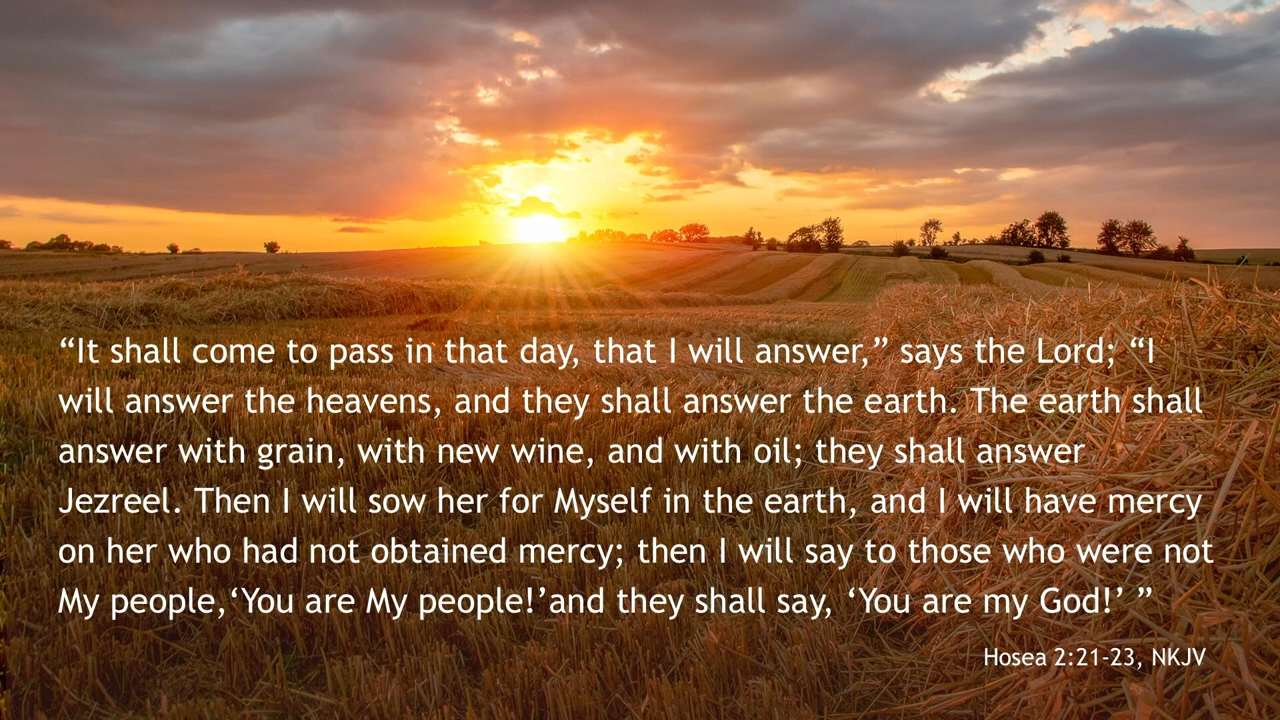 “It shall come to pass in that day, that I will answer,” says the Lord; “I
will answer the heavens, and they shall answer the earth. The earth shall
answer with grain, with new wine, and with oil; they shall answer
Jezreel. Then I will sow her for Myself in the earth, and I will have mercy
on her who had not obtained mercy; then I will say to those who were not
My people,‘You are My people!’and they shall say, ‘You are my God!’ ”
Hosea 2:21-23, NKJV